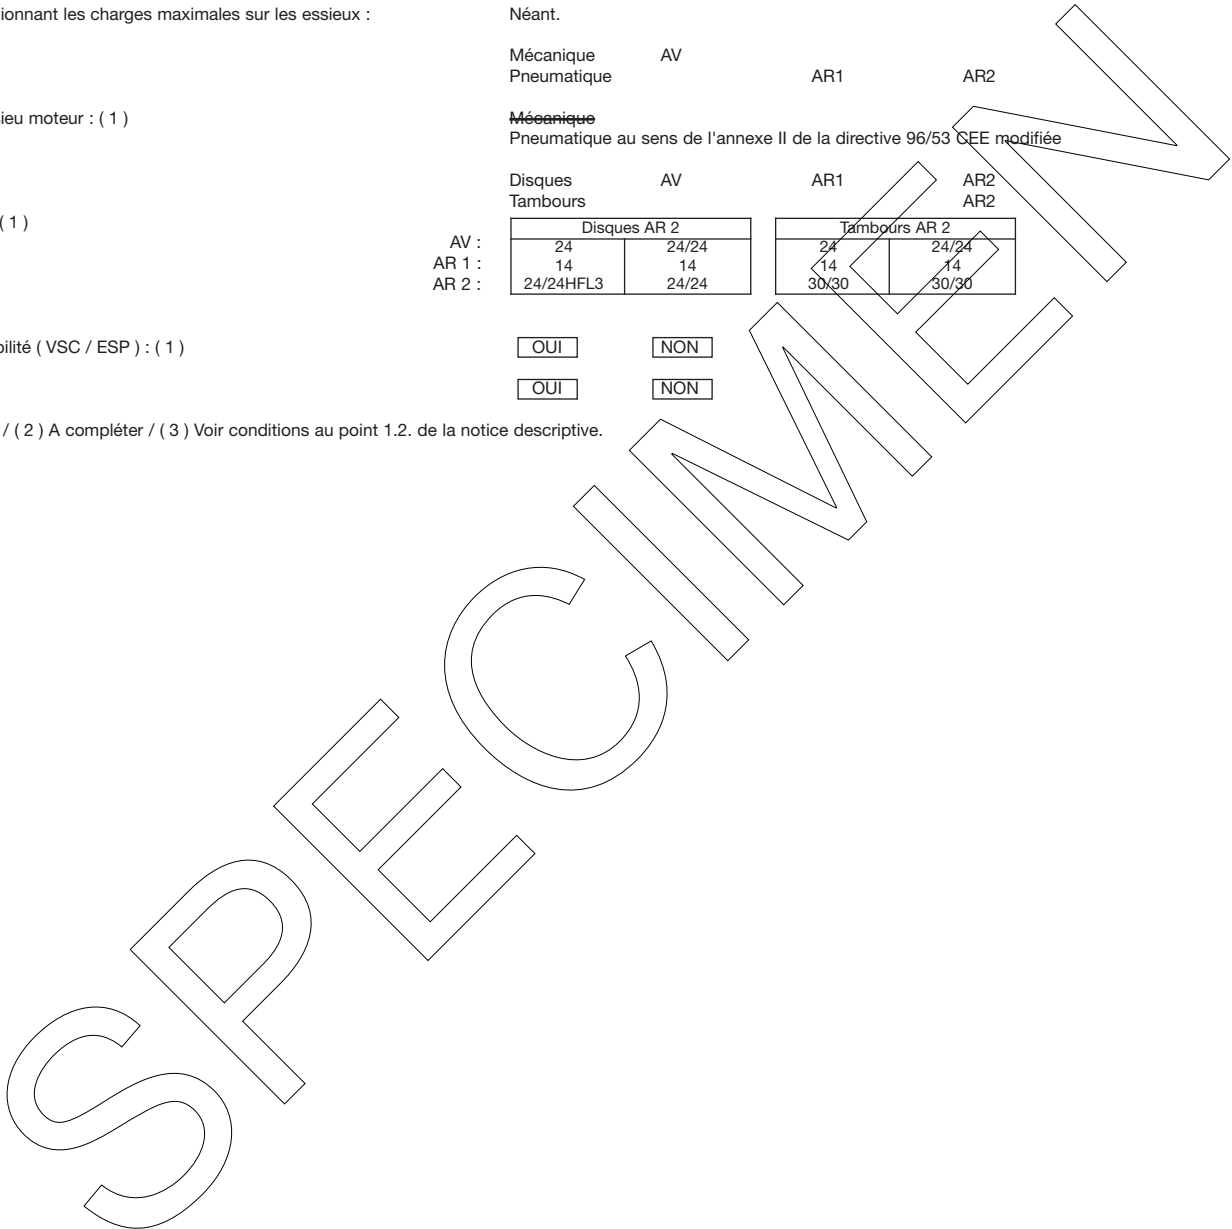 tionnant les charges maximales sur les essieux : Néant.
Mécanique AV
Pneumatique AR1 AR2
sieu moteur : ( 1 ) Mécanique
Pneumatique au sens de l'annexe II de la directive 96/53 CEE modifiée
Disques AV AR1 AR2
Tambours AR2
( 1 )
Disques AR 2 Tambours AR 2
AV : 24 24/24 24 24/24
AR 1 : 14 14 14 14
AR 2 : 24/24HFL3 24/24 30/30 30/30
bilité ( VSC / ESP ) : ( 1 ) OUI NON
OUI NON
/ ( 2 ) A compléter / ( 3 ) Voir conditions au point 1.2. de la notice descriptive.
SPECIMEN